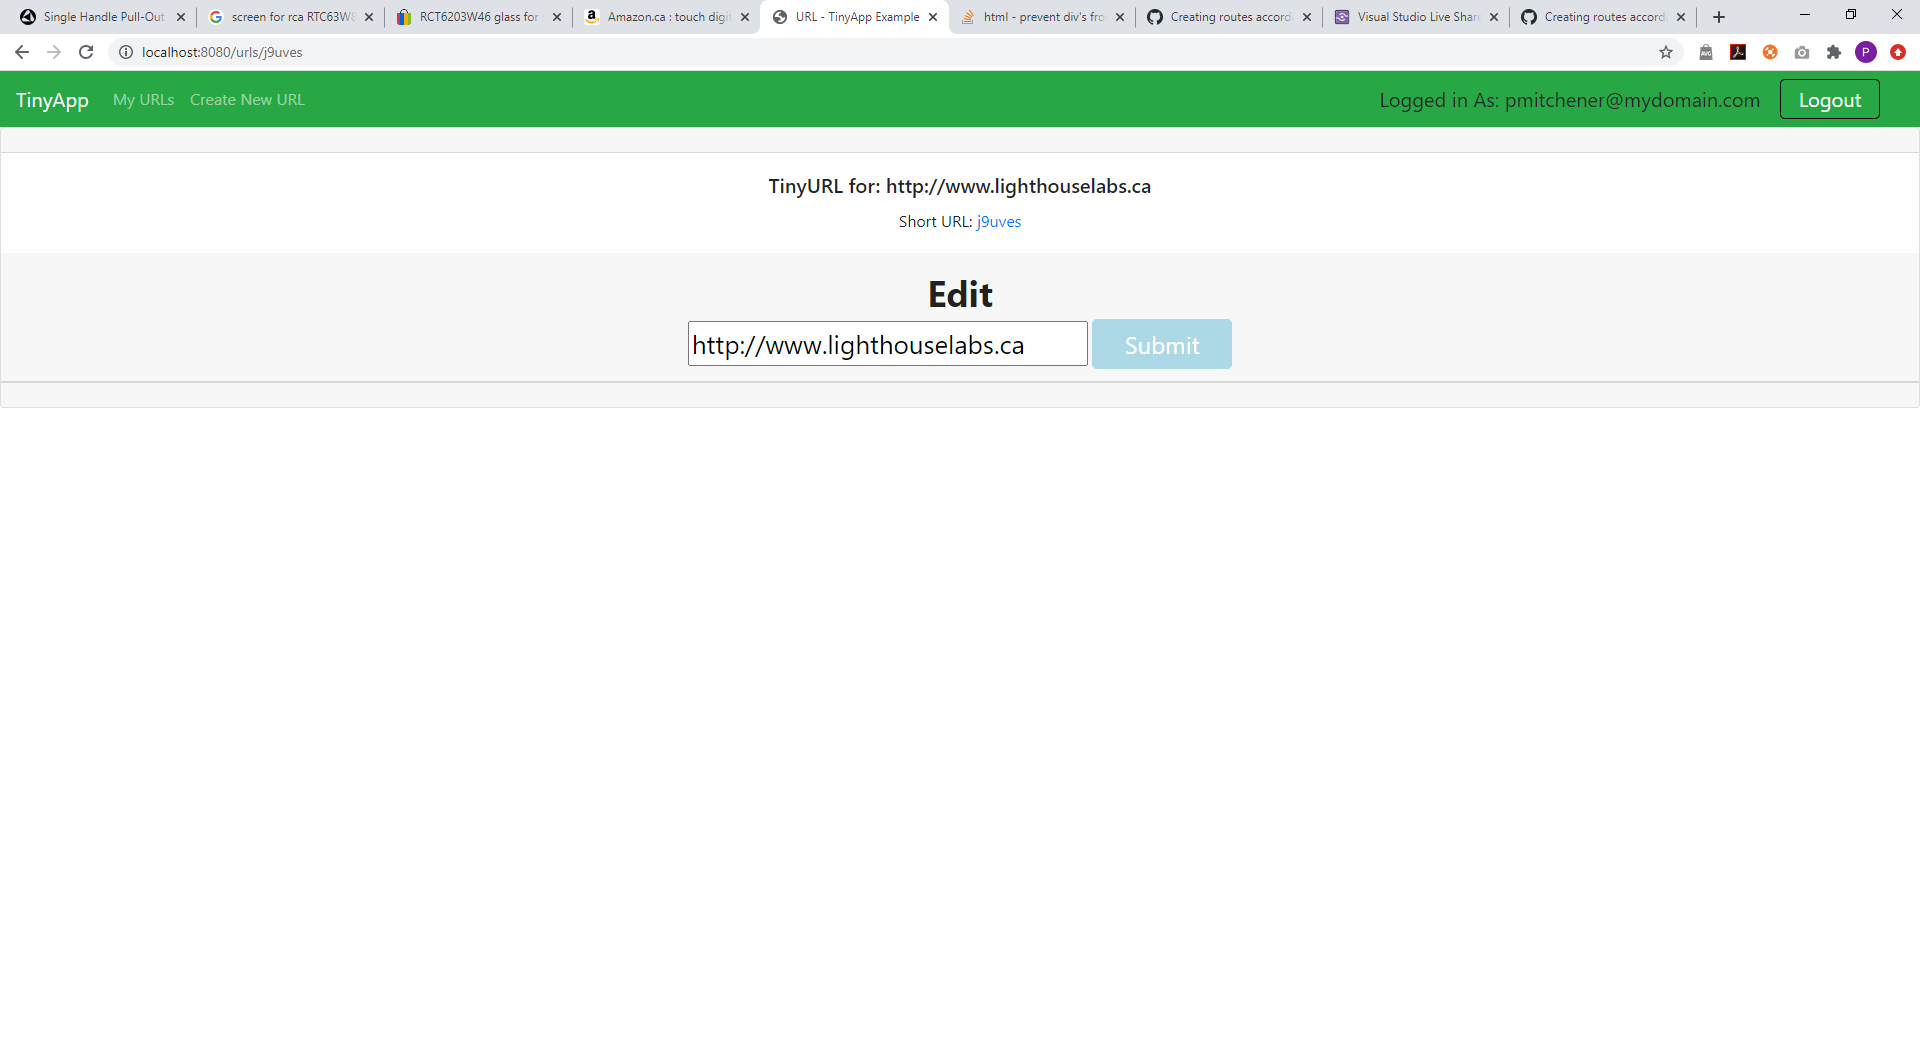 Single Handle Pull-Out
screen for rca RTC63W8
RCT6203W46 glass for
Amazon.ca : touch digit
URL - TinyApp Example
html - prevent div's fro
Creating routes accord
Visual Studio Live Shar
Creating routes accord
localhost:8080/urls/j9uves
AVG
P
TinyApp My URLs Create New URL Logged in As: pmitchener@mydomain.com Logout
TinyURL for: http://www.lighthouselabs.ca
Short URL: j9uves
Edit
http://www.lighthouselabs.ca Submit